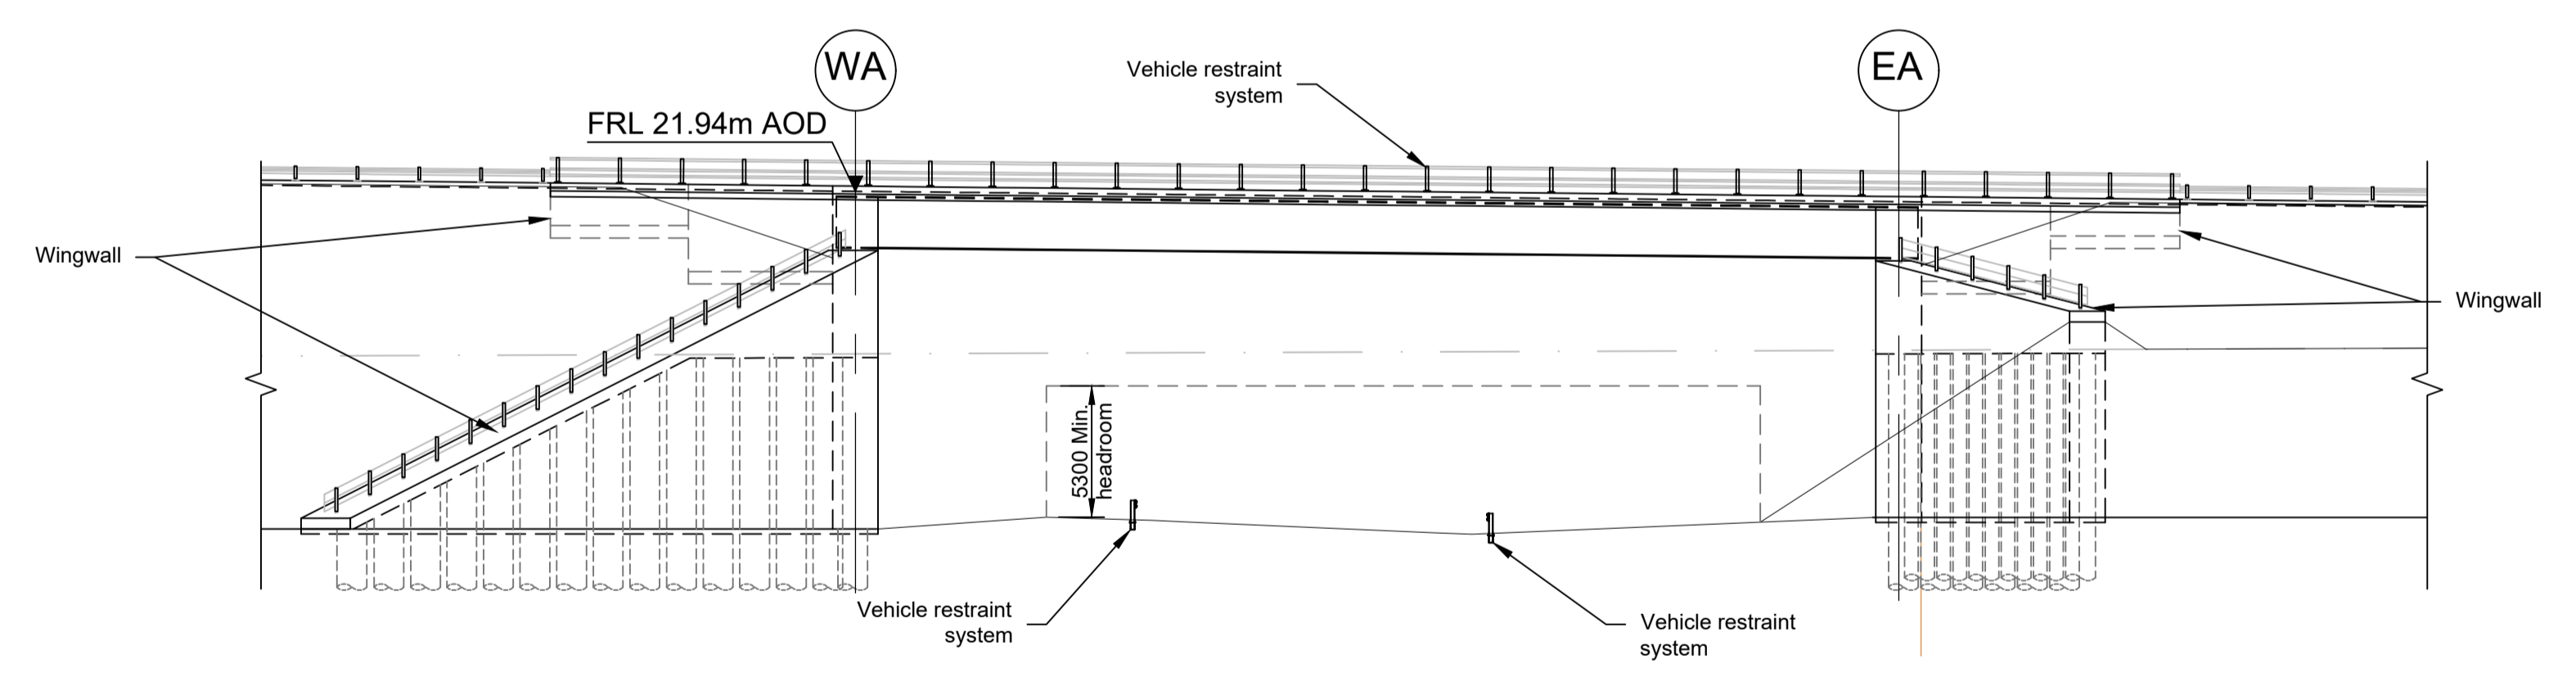 WA
EA
Vehicle restraint
system
FRL 21.94m AOD
Wingwall
Wingwall
5300 Min.
headroom
Vehicle restraint
system
Vehicle restraint
system